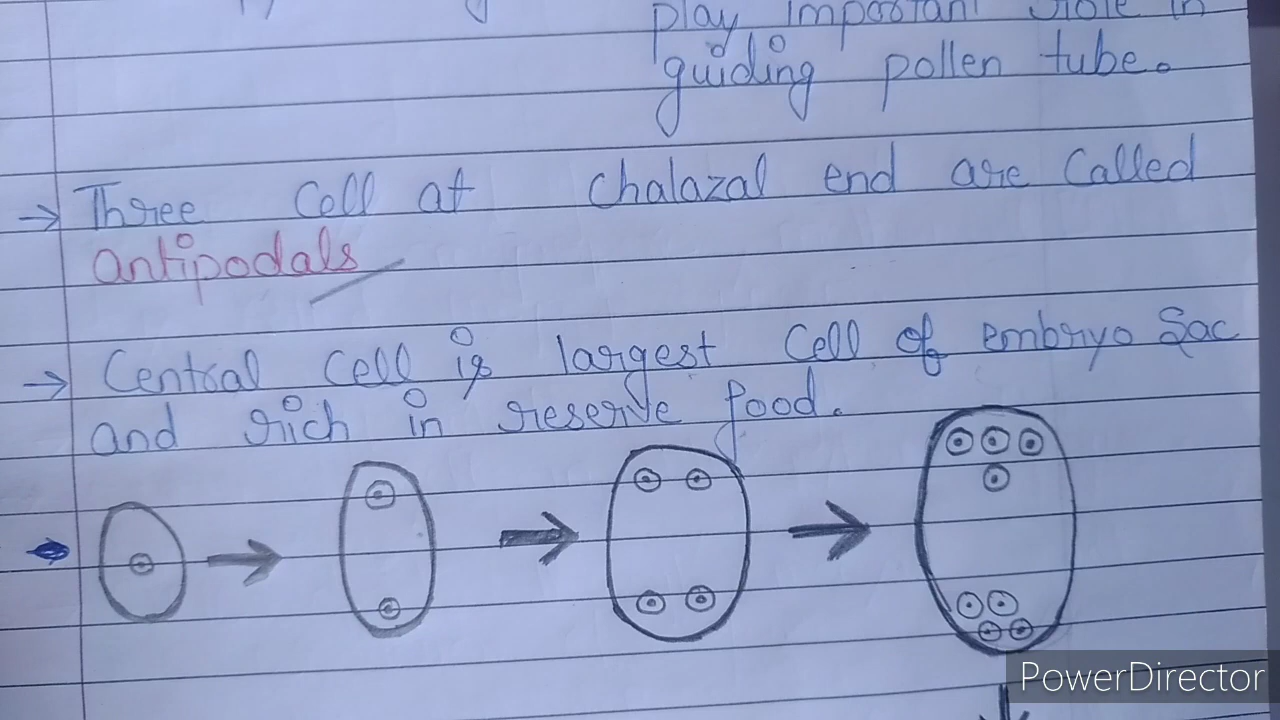 play important role in
guiding pollen tube.
→ Three cell at chalazal end are called
antipodals
→ Central cell is largest cell of embryo sac
and rich in reserve food.
PowerDirector